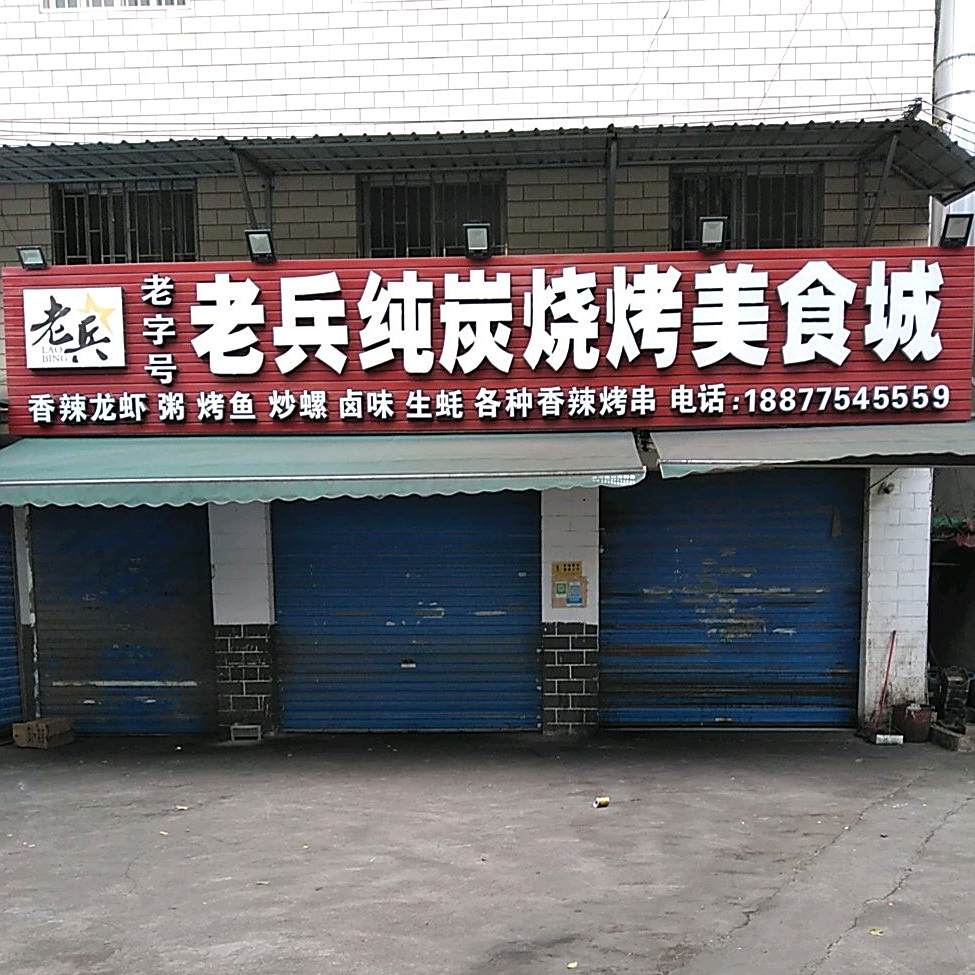 老兵
LAO
BING
老字号
老兵纯炭烧烤美食城
香辣龙虾 粥 烤鱼 炒螺 卤味 生蚝 各种香辣烤串 电话:18877545559